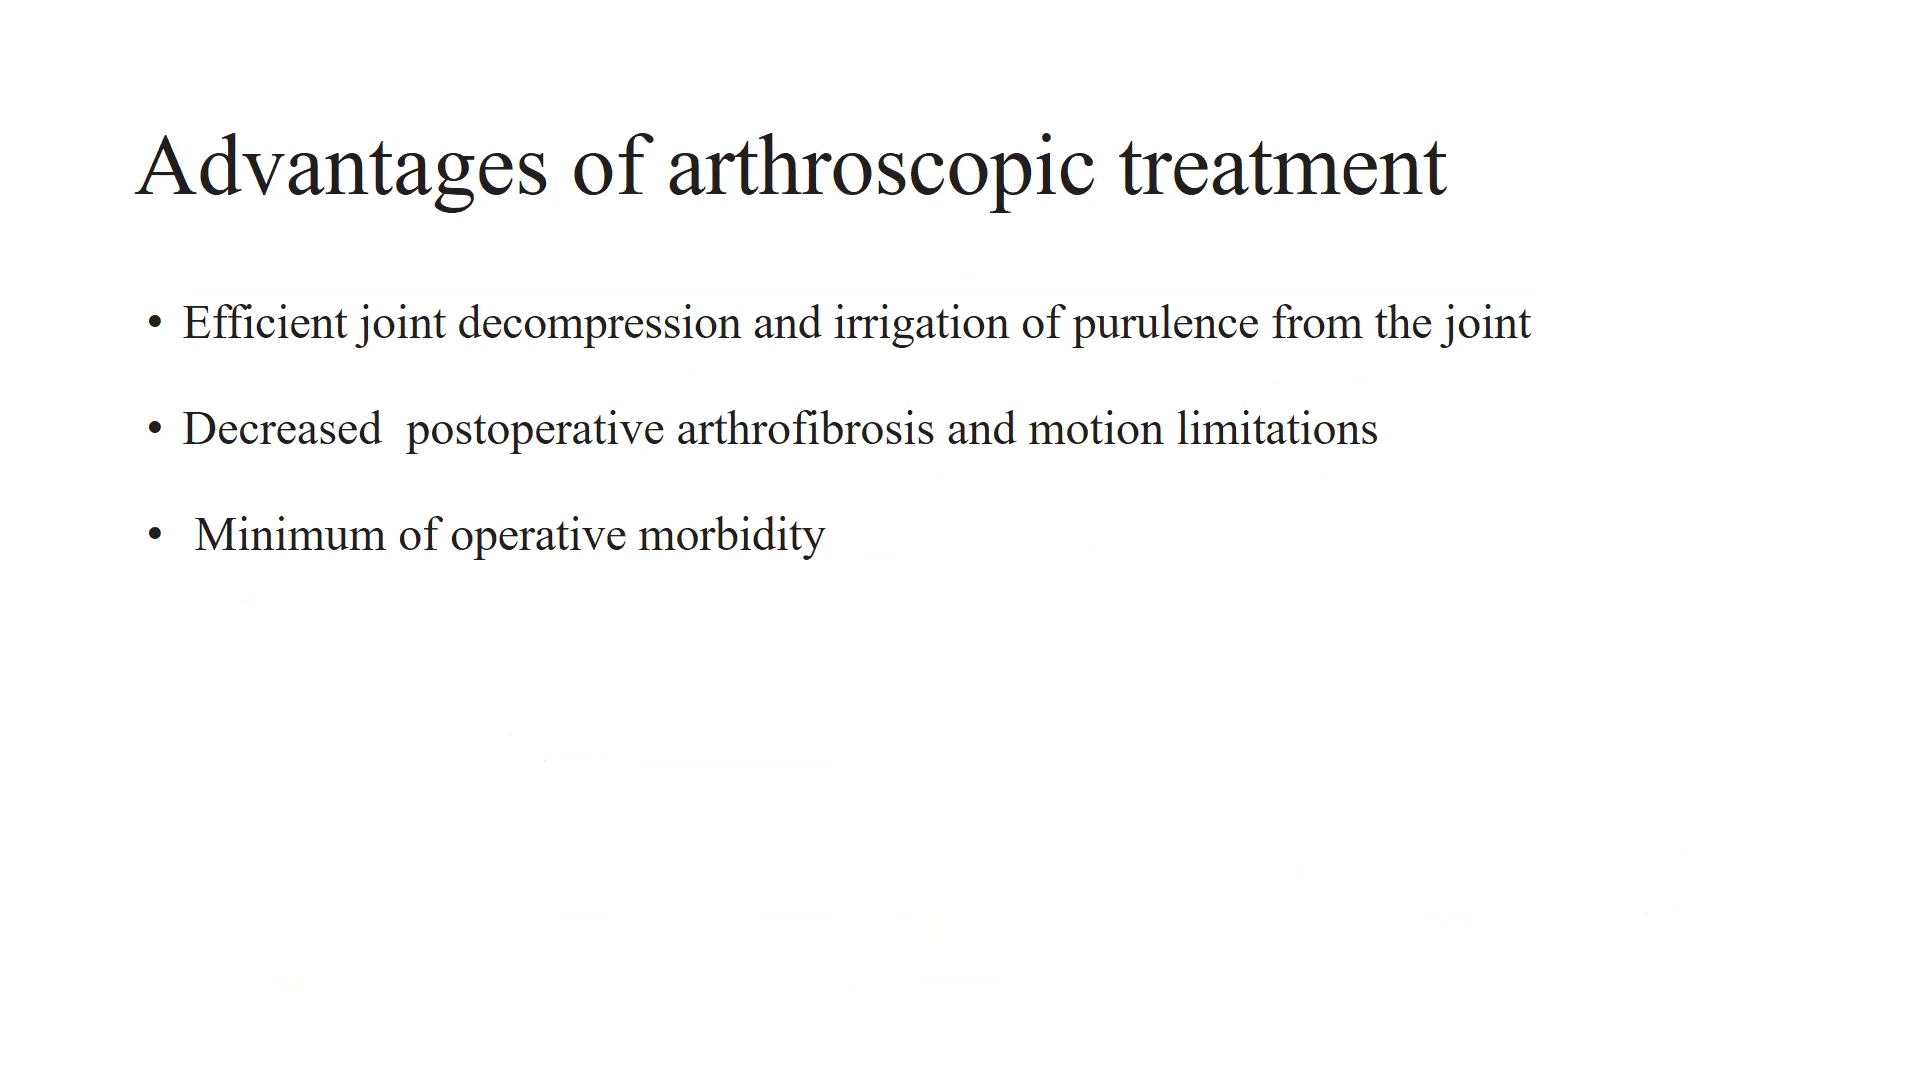 Advantages of arthroscopic treatment
• Efficient joint decompression and irrigation of purulence from the joint
• Decreased  postoperative arthrofibrosis and motion limitations
•  Minimum of operative morbidity